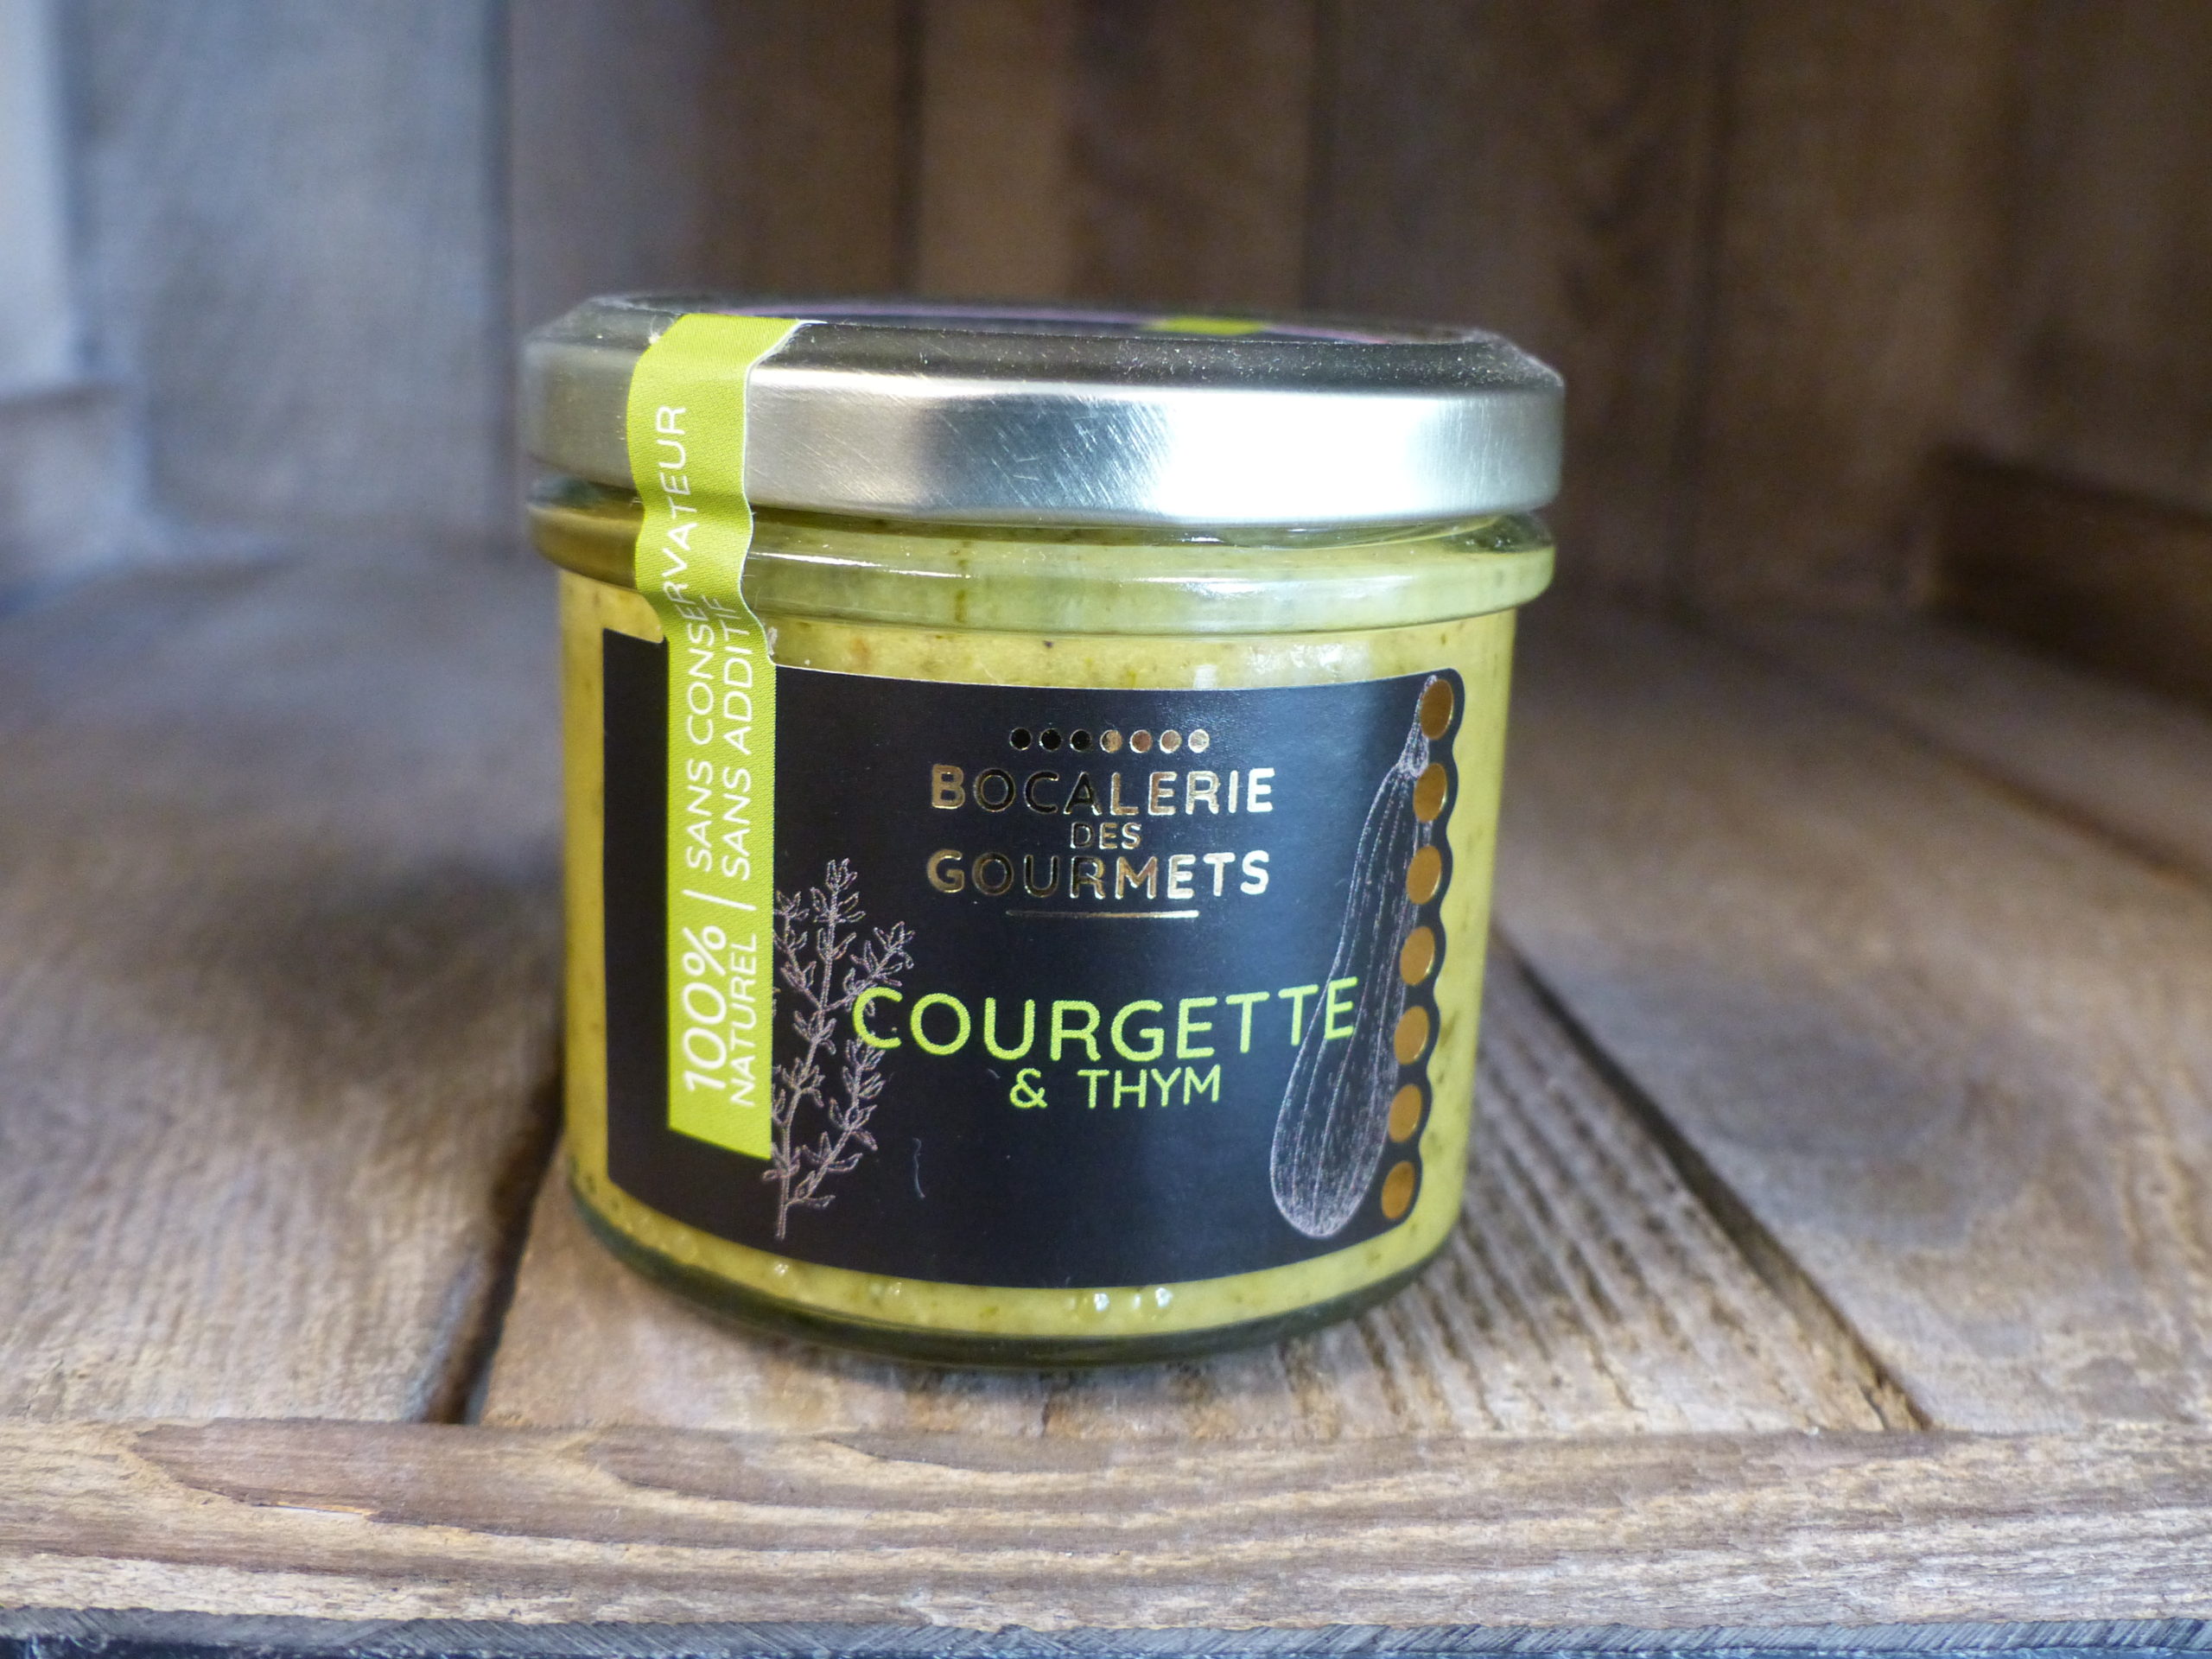 100% | SANS CONSERVATEUR
NATUREL | SANS ADDITIF
BOCALERIE
DES
GOURMETS
COURGETTE
& THYM